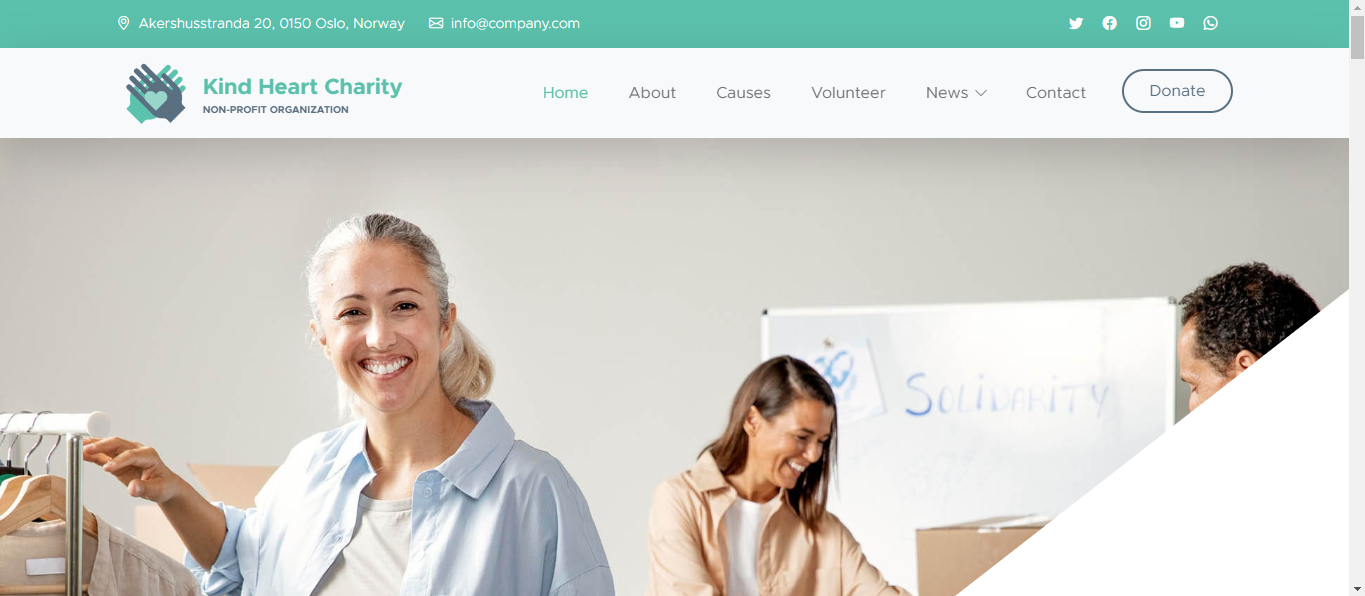 Akershusstranda 20, 0150 Oslo, Norway info@company.com
Kind Heart Charity
NON-PROFIT ORGANIZATION
Home About Causes Volunteer News Contact Donate
SOLIDARITY